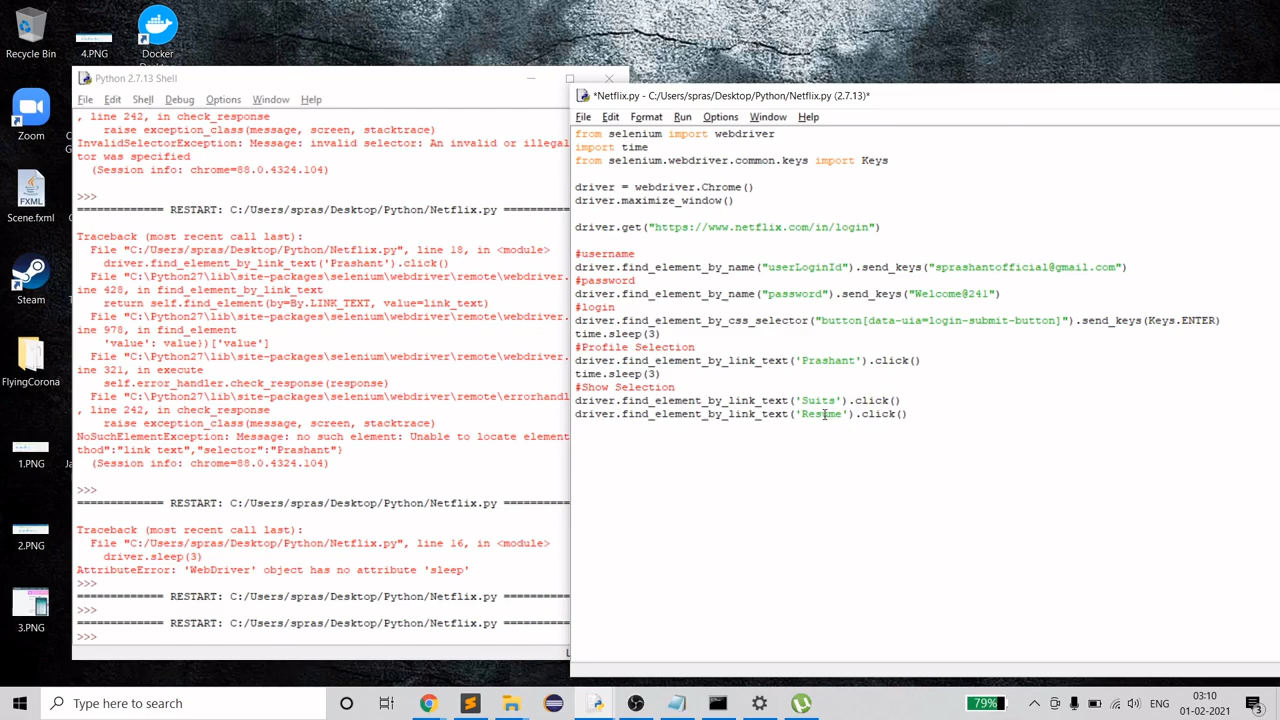 Recycle Bin
4.PNG
Docker
Zoom
Scene.fxml
Steam
FlyingCorona
1.PNG
2.PNG
3.PNG
Python 2.7.13 Shell
File Edit Shell Debug Options Window Help
, line 242, in check_response
raise exception_class(message, screen, stacktrace)
InvalidSelectorException: Message: invalid selector: An invalid or illegal
tor was specified
(Session info: chrome=88.0.4324.104)
>>>
============= RESTART: C:/Users/spras/Desktop/Python/Netflix.py ==========
Traceback (most recent call last):
File "C:/Users/spras/Desktop/Python/Netflix.py", line 18, in <module>
driver.find_element_by_link_text('Prashant').click()
File "C:\Python27\lib\site-packages\selenium\webdriver\remote\webdriver.
ine 428, in find_element_by_link_text
return self.find_element(by=By.LINK_TEXT, value=link_text)
File "C:\Python27\lib\site-packages\selenium\webdriver\remote\webdriver.
ine 978, in find_element
'value': value})['value']
File "C:\Python27\lib\site-packages\selenium\webdriver\remote\webdriver.
ine 321, in execute
self.error_handler.check_response(response)
File "C:\Python27\lib\site-packages\selenium\webdriver\remote\errorhandl
, line 242, in check_response
raise exception_class(message, screen, stacktrace)
NoSuchElementException: Message: no such element: Unable to locate element
thod":"link text","selector":"Prashant"}
(Session info: chrome=88.0.4324.104)
>>>
============= RESTART: C:/Users/spras/Desktop/Python/Netflix.py ==========
Traceback (most recent call last):
File "C:/Users/spras/Desktop/Python/Netflix.py", line 16, in <module>
driver.sleep(3)
AttributeError: 'WebDriver' object has no attribute 'sleep'
>>>
============= RESTART: C:/Users/spras/Desktop/Python/Netflix.py ==========
>>>
============= RESTART: C:/Users/spras/Desktop/Python/Netflix.py ==========
>>>
*Netflix.py - C:/Users/spras/Desktop/Python/Netflix.py (2.7.13)*
File Edit Format Run Options Window Help
from selenium import webdriver
import time
from selenium.webdriver.common.keys import Keys
driver = webdriver.Chrome()
driver.maximize_window()
driver.get("https://www.netflix.com/in/login")
#username
driver.find_element_by_name("userLoginId").send_keys("sprashantofficial@gmail.com")
#password
driver.find_element_by_name("password").send_keys("Welcome@241")
#login
driver.find_element_by_css_selector("button[data-uia=login-submit-button]").send_keys(Keys.ENTER)
time.sleep(3)
#Profile Selection
driver.find_element_by_link_text('Prashant').click()
time.sleep(3)
#Show Selection
driver.find_element_by_link_text('Suits').click()
driver.find_element_by_link_text('Resume').click()
Type here to search
79%
ENG
03:10
01-02-2021
3